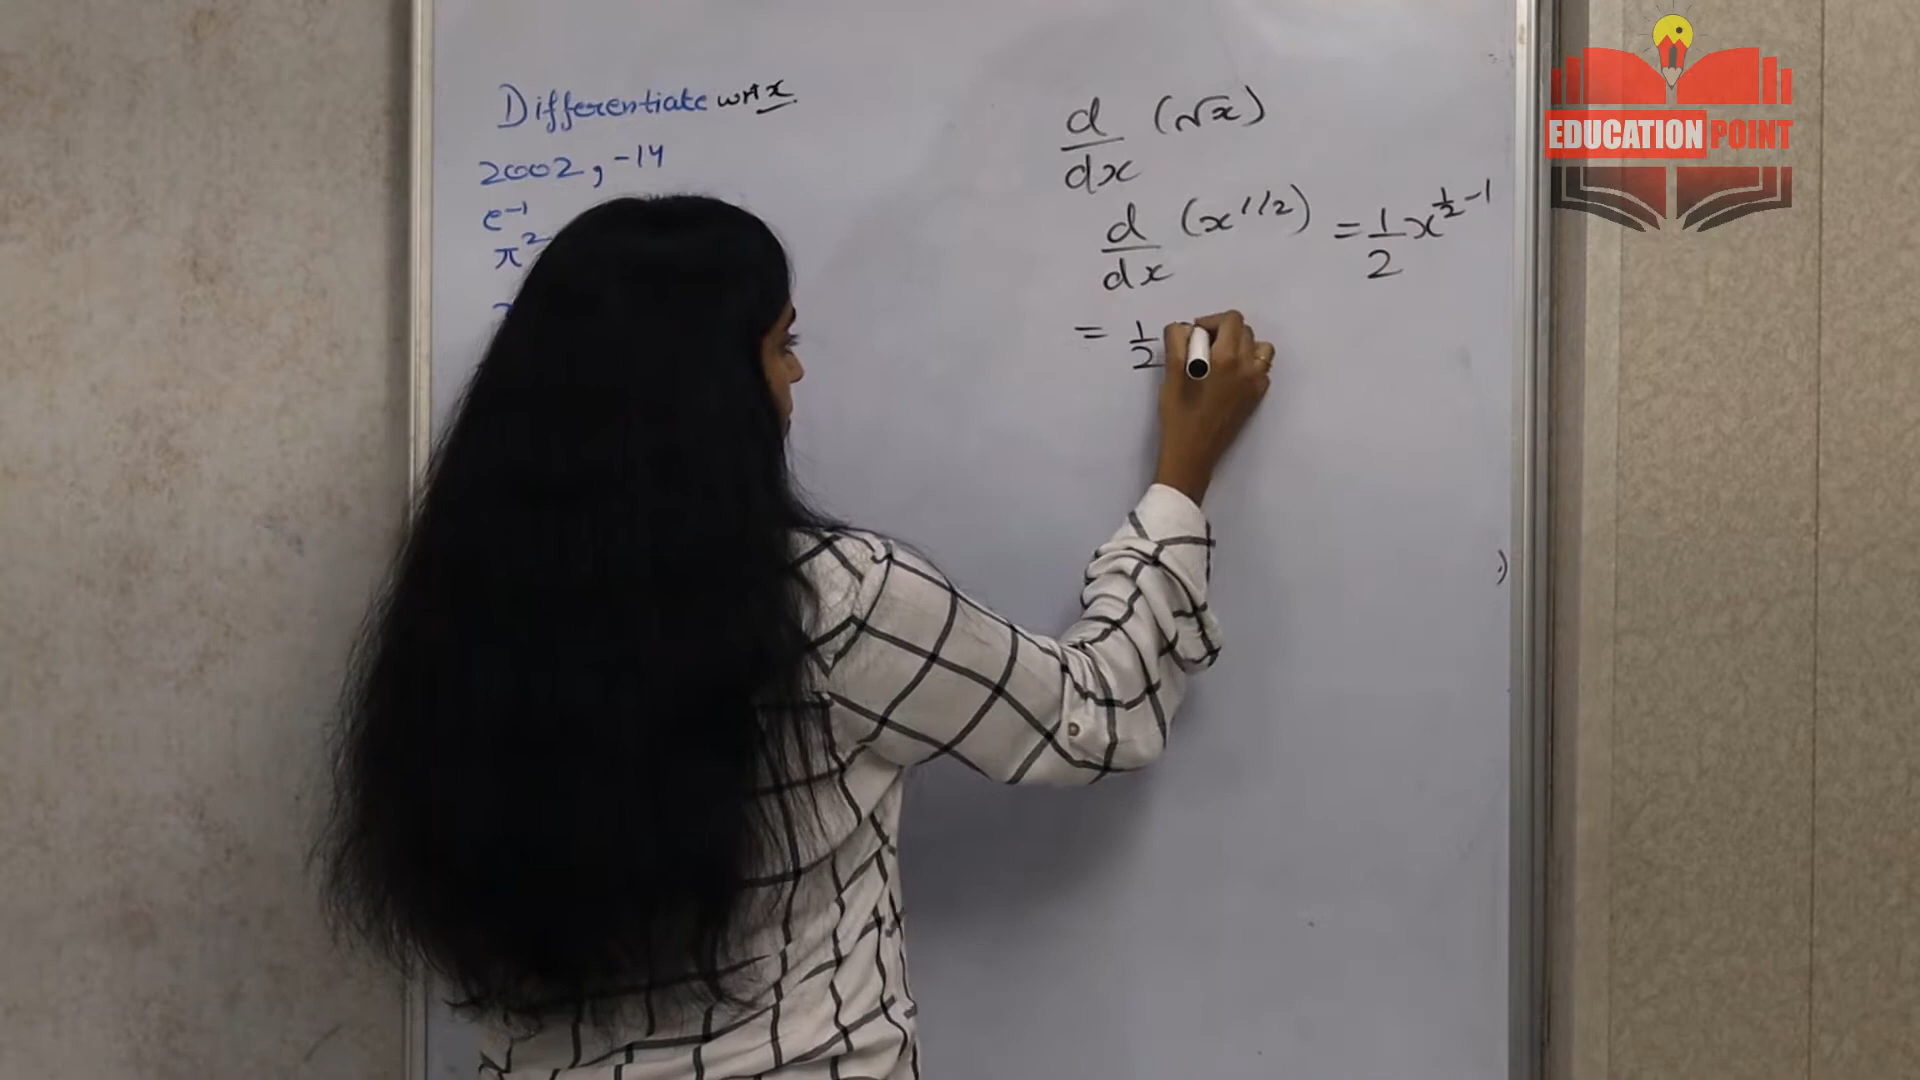 Differentiate wrt x
2002, -14
e⁻¹
π²
d/dx (√x)
d/dx (x^1/2) = 1/2 x^1/2-1
= 1/2
EDUCATION POINT